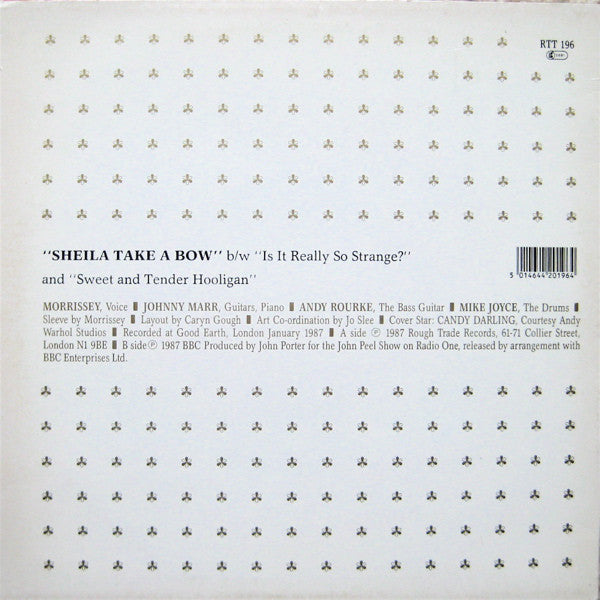 RTT 196
"SHEILA TAKE A BOW" b/w "Is It Really So Strange?"
and "Sweet and Tender Hooligan"
5 014644 201964
MORRISSEY, Voice ▮ JOHNNY MARR, Guitars, Piano ▮ ANDY ROURKE, The Bass Guitar ▮ MIKE JOYCE, The Drums ▮
Sleeve by Morrissey ▮ Layout by Caryn Gough ▮ Art Co-ordination by Jo Slee ▮ Cover Star: CANDY DARLING, Courtesy Andy
Warhol Studios ▮ Recorded at Good Earth, London January 1987 ▮ A side ℗ 1987 Rough Trade Records, 61-71 Collier Street,
London N1 9BE ▮ B side ℗ 1987 BBC Produced by John Porter for the John Peel Show on Radio One, released by arrangement with
BBC Enterprises Ltd.